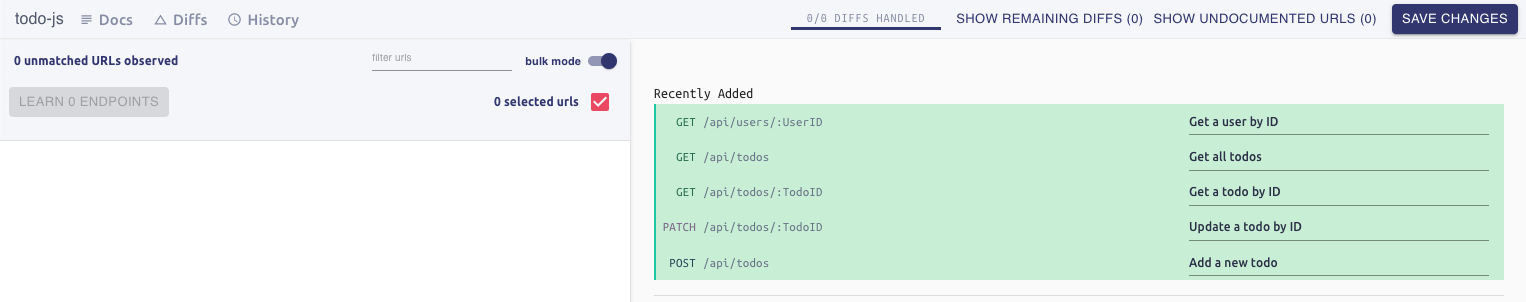 todo-js Docs Diffs History 0/0 DIFFS HANDLED SHOW REMAINING DIFFS (0) SHOW UNDOCUMENTED URLS (0) SAVE CHANGES
0 unmatched URLs observed filter urls bulk mode
LEARN 0 ENDPOINTS 0 selected urls
Recently Added
GET /api/users/:UserID Get a user by ID
GET /api/todos Get all todos
GET /api/todos/:TodoID Get a todo by ID
PATCH /api/todos/:TodoID Update a todo by ID
POST /api/todos Add a new todo